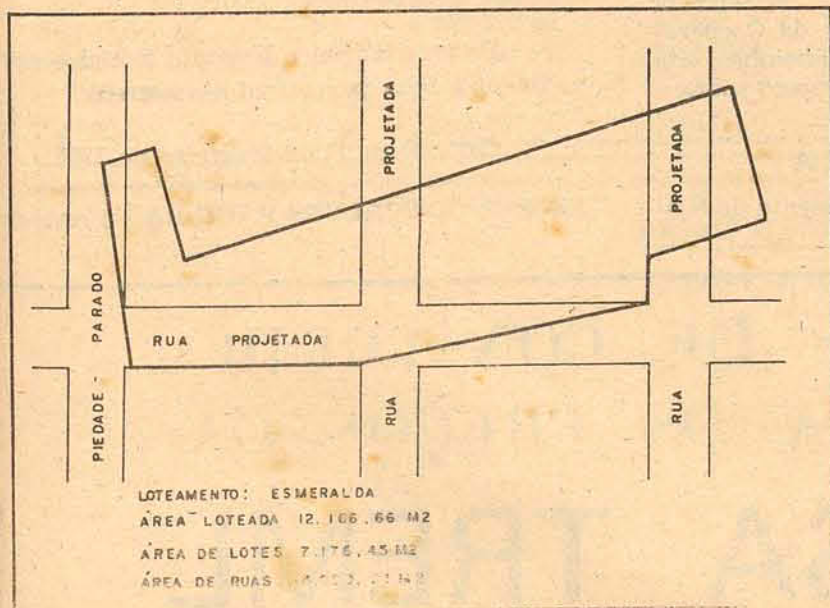 PROJETADA
PROJETADA
PIEDADE - PARADO
RUA PROJETADA
RUA
RUA
LOTEAMENTO: ESMERALDA
ÁREA LOTEADA 12.166,66 M2
ÁREA DE LOTES 7.176,45 M2
ÁREA DE RUAS M2